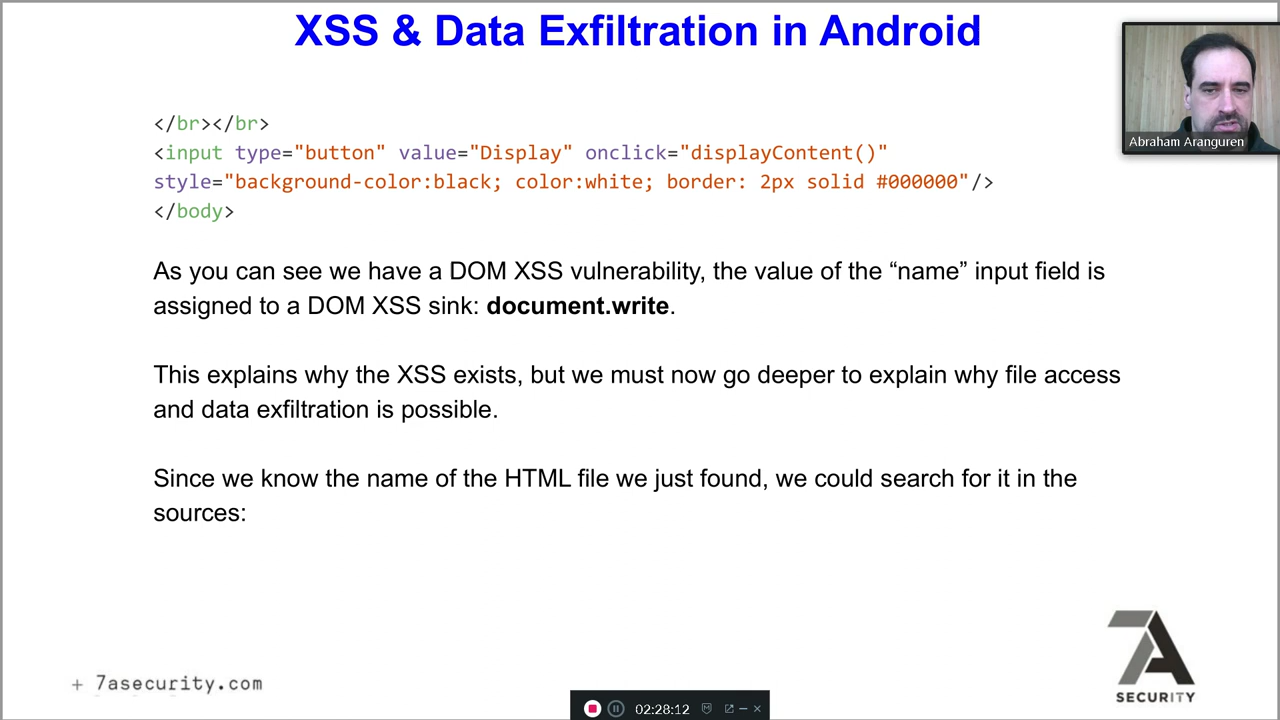 XSS & Data Exfiltration in Android
</br></br>
<input type="button" value="Display" onclick="displayContent()"
style="background-color:black; color:white; border: 2px solid #000000"/>
</body>
Abraham Aranguren
As you can see we have a DOM XSS vulnerability, the value of the “name” input field is
assigned to a DOM XSS sink: document.write.
This explains why the XSS exists, but we must now go deeper to explain why file access
and data exfiltration is possible.
Since we know the name of the HTML file we just found, we could search for it in the
sources:
+ 7asecurity.com
7A
SECURITY
02:28:12